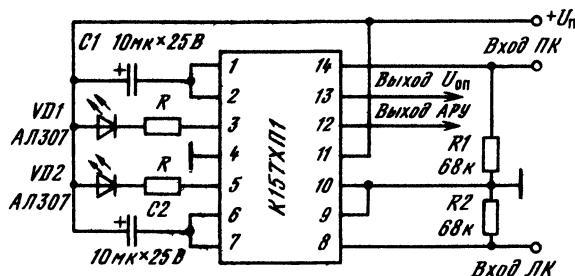 +Uп
C1 10мк×25В
Вход ПК
1
14
Выход Uоп
VD1
R
2
13
Выход АРУ
АЛ307
3
12
R1
4
11
68к
VD2
R
К157ХП1
5
10
R2
АЛ307
C2
6
9
68к
10мк×25В
7
8
Вход ЛК